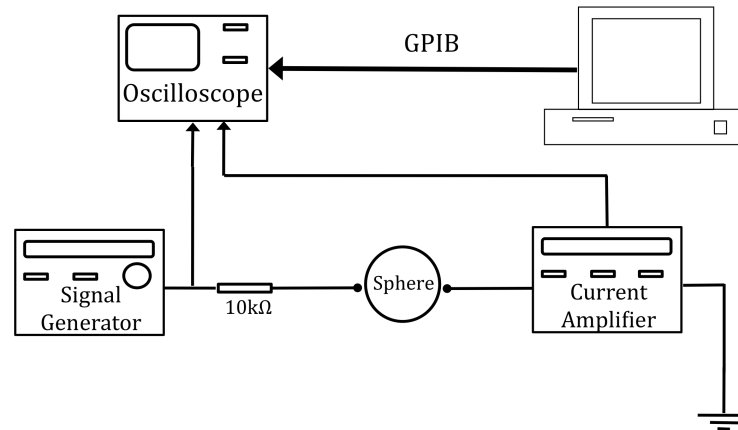 GPIB
Oscilloscope
Signal
Generator
10kΩ
Sphere
Current
Amplifier